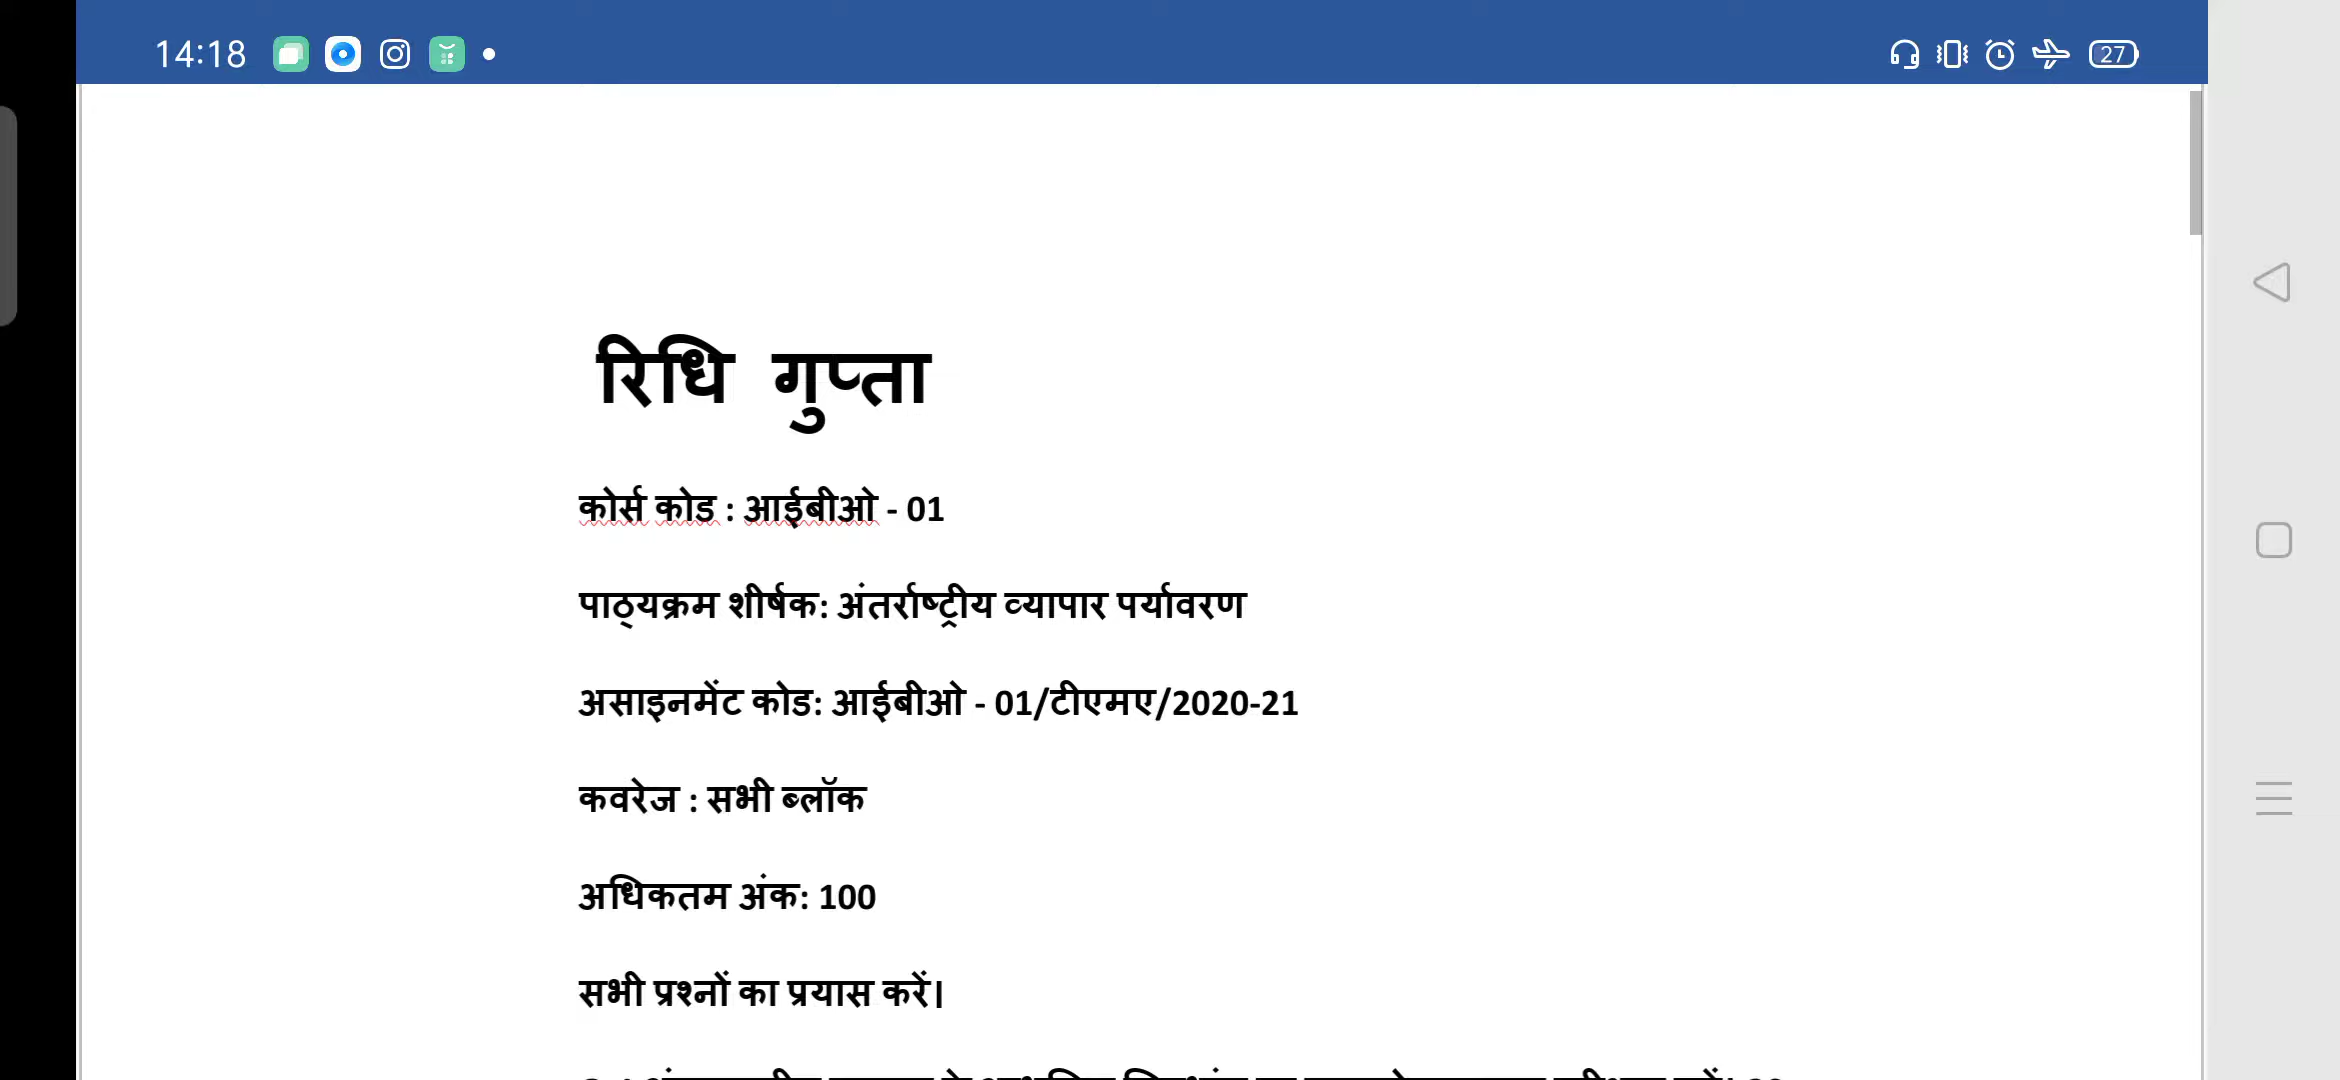 14:18
27
रिधि गुप्ता
कोर्स कोड : आईबीओ - 01
पाठ्यक्रम शीर्षक: अंतर्राष्ट्रीय व्यापार पर्यावरण
असाइनमेंट कोड: आईबीओ - 01/टीएमए/2020-21
कवरेज : सभी ब्लॉक
अधिकतम अंक: 100
सभी प्रश्नों का प्रयास करें।